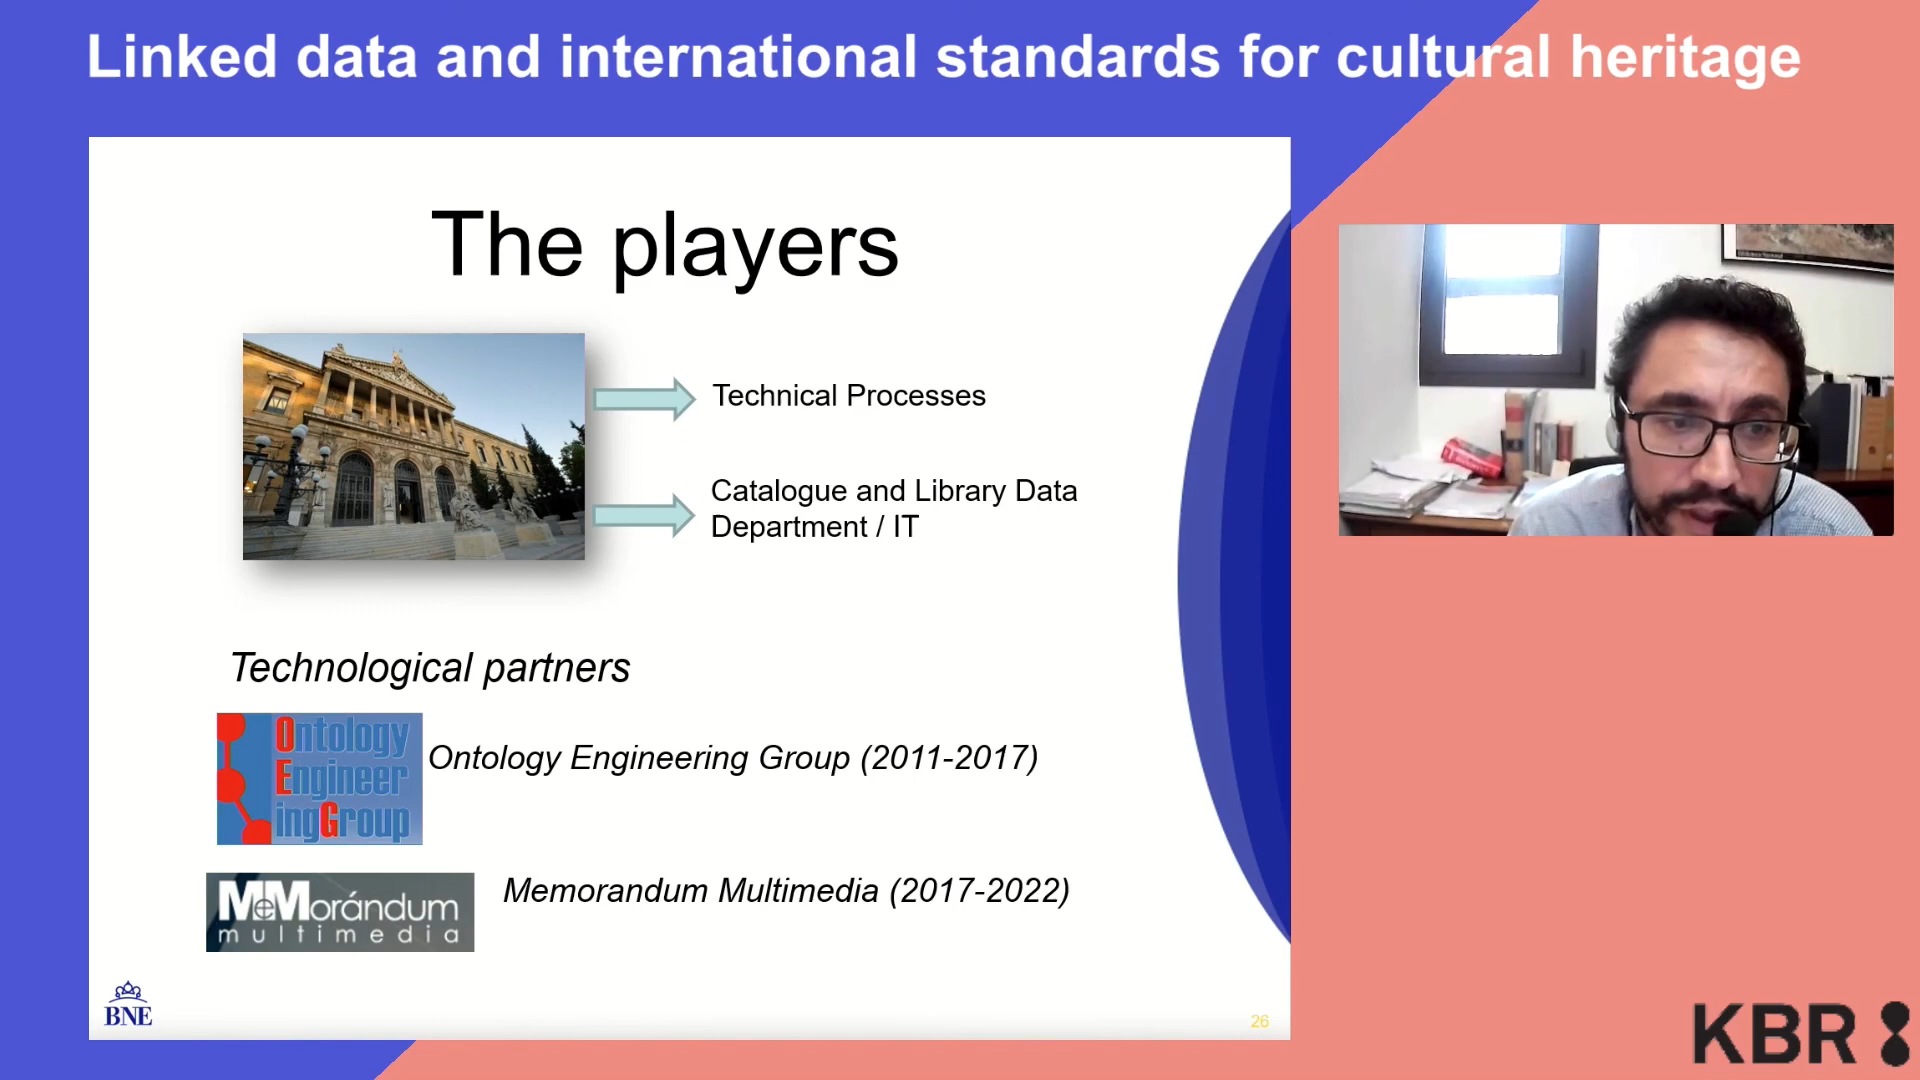 Linked data and international standards for cultural heritage
The players
Technical Processes
Catalogue and Library Data
Department / IT
Technological partners
Ontology
Engineer
ingGroup
Ontology Engineering Group (2011-2017)
MeMorándum
multimedia
Memorandum Multimedia (2017-2022)
BNE
26
KBR